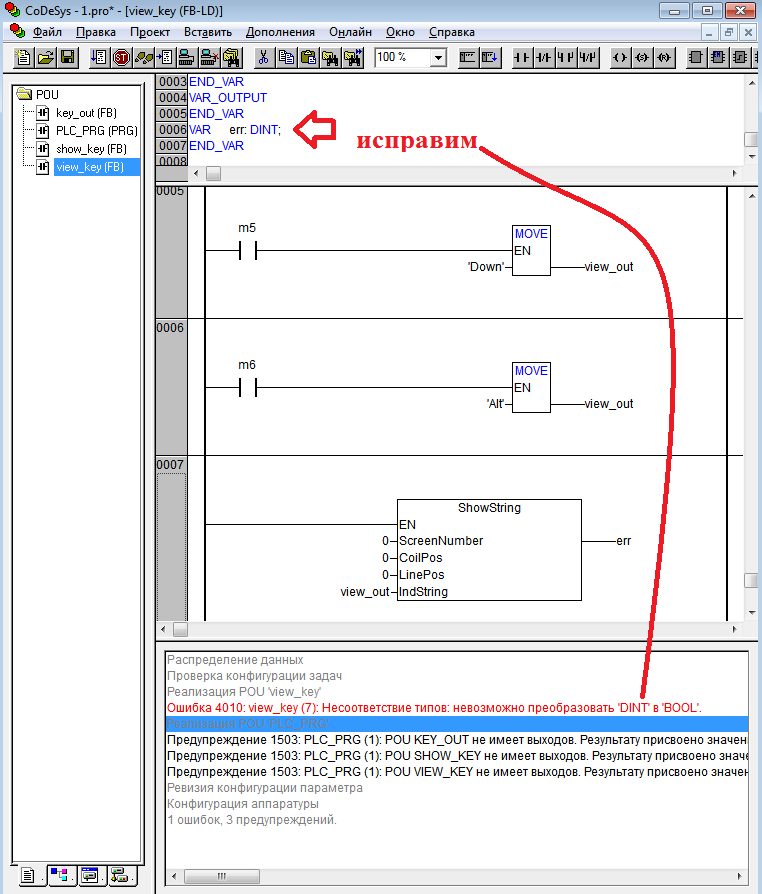 CoDeSys - 1.pro* - [view_key (FB-LD)]
Файл Правка Проект Вставить Дополнения Онлайн Окно Справка
100 %
POU
key_out (FB)
PLC_PRG (PRG)
show_key (FB)
view_key (FB)
0003 END_VAR
0004 VAR_OUTPUT
0005 END_VAR
0006 VAR err: DINT;
0007 END_VAR
0008
исправим
0005
m5
MOVE
EN
'Down'
view_out
0006
m6
MOVE
EN
'Alt'
view_out
0007
ShowString
EN
0 ScreenNumber
err
0 CoilPos
0 LinePos
view_out IndString
Распределение данных
Проверка конфигурации задач
Реализация POU 'view_key'
Ошибка 4010: view_key (7): Несоответствие типов: невозможно преобразовать 'DINT' в 'BOOL'.
Реализация POU 'PLC_PRG'
Предупреждение 1503: PLC_PRG (1): POU KEY_OUT не имеет выходов. Результату присвоено значен
Предупреждение 1503: PLC_PRG (1): POU SHOW_KEY не имеет выходов. Результату присвоено значе
Предупреждение 1503: PLC_PRG (1): POU VIEW_KEY не имеет выходов. Результату присвоено значен
Ревизия конфигурации параметра
Конфигурация аппаратуры
1 ошибок, 3 предупреждений.